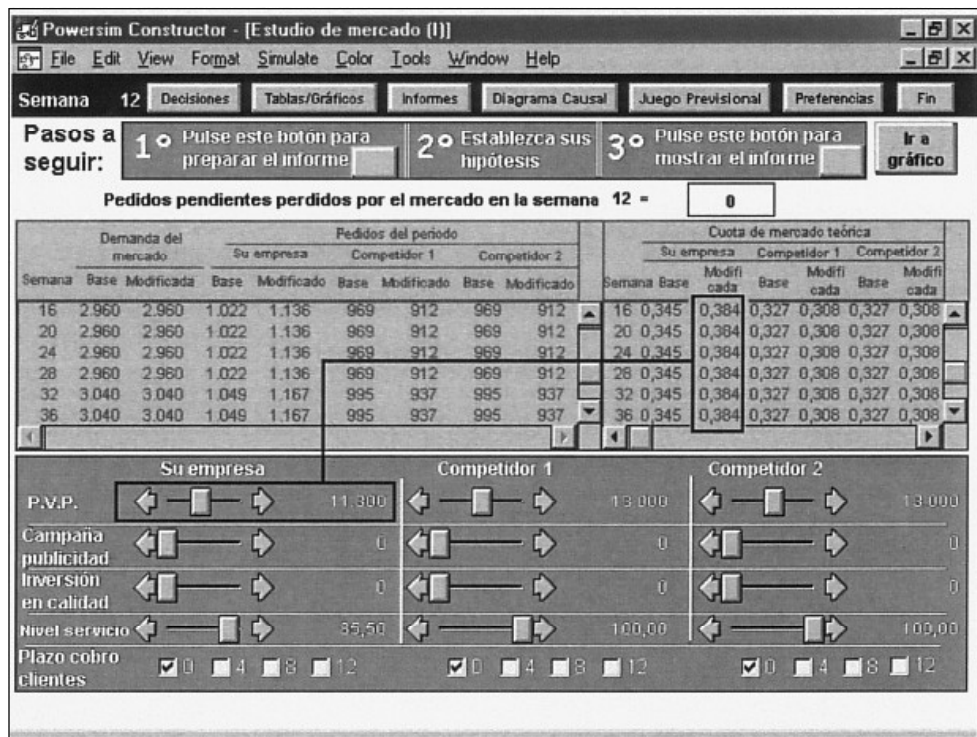 Powersim Constructor - [Estudio de mercado (I)]
File Edit View Format Simulate Color Tools Window Help
Semana 12 Decisiones Tablas/Gráficos Informes Diagrama Causal Juego Previsional Preferencias Fin
Pasos a seguir:
1º Pulse este botón para preparar el informe
2º Establezca sus hipótesis
3º Pulse este botón para mostrar el informe
Ir a gráfico
Pedidos pendientes perdidos por el mercado en la semana 12 = 0
Demanda del mercado Pedidos del periodo Cuota de mercado teórica
Su empresa Competidor 1 Competidor 2 Su empresa Competidor 1 Competidor 2
Semana Base Modificada Base Modificado Base Modificado Base Modificado Semana Base Modifi cada Base Modifi cada Base Modifi cada
16 2.960 2.960 1.022 1.136 969 912 969 912 16 0,345 0,384 0,327 0,308 0,327 0,308
20 2.960 2.960 1.022 1.136 969 912 969 912 20 0,345 0,384 0,327 0,308 0,327 0,308
24 2.960 2.960 1.022 1.136 969 912 969 912 24 0,345 0,384 0,327 0,308 0,327 0,308
28 2.960 2.960 1.022 1.136 969 912 969 912 28 0,345 0,384 0,327 0,308 0,327 0,308
32 3.040 3.040 1.049 1.167 995 937 995 937 32 0,345 0,384 0,327 0,308 0,327 0,308
36 3.040 3.040 1.049 1.167 995 937 995 937 36 0,345 0,384 0,327 0,308 0,327 0,308
Su empresa Competidor 1 Competidor 2
P.V.P. 11.300 13.000 13.000
Campaña publicidad 0 0 0
Inversión en calidad 0 0 0
Nivel servicio 100,00 100,00
Plazo cobro clientes 0 4 8 12 0 4 8 12 0 4 8 12